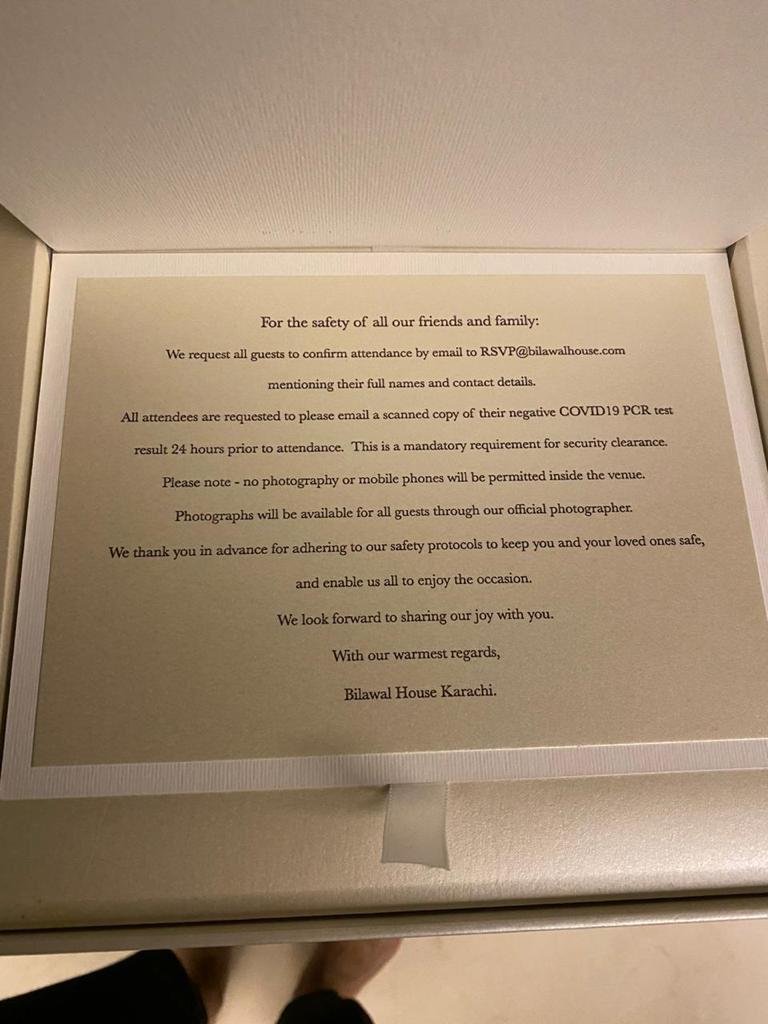 For the safety of all our friends and family:
We request all guests to confirm attendance by email to RSVP@bilawalhouse.com
mentioning their full names and contact details.
All attendees are requested to please email a scanned copy of their negative COVID19 PCR test
result 24 hours prior to attendance. This is a mandatory requirement for security clearance.
Please note - no photography or mobile phones will be permitted inside the venue.
Photographs will be available for all guests through our official photographer.
We thank you in advance for adhering to our safety protocols to keep you and your loved ones safe,
and enable us all to enjoy the occasion.
We look forward to sharing our joy with you.
With our warmest regards,
Bilawal House Karachi.